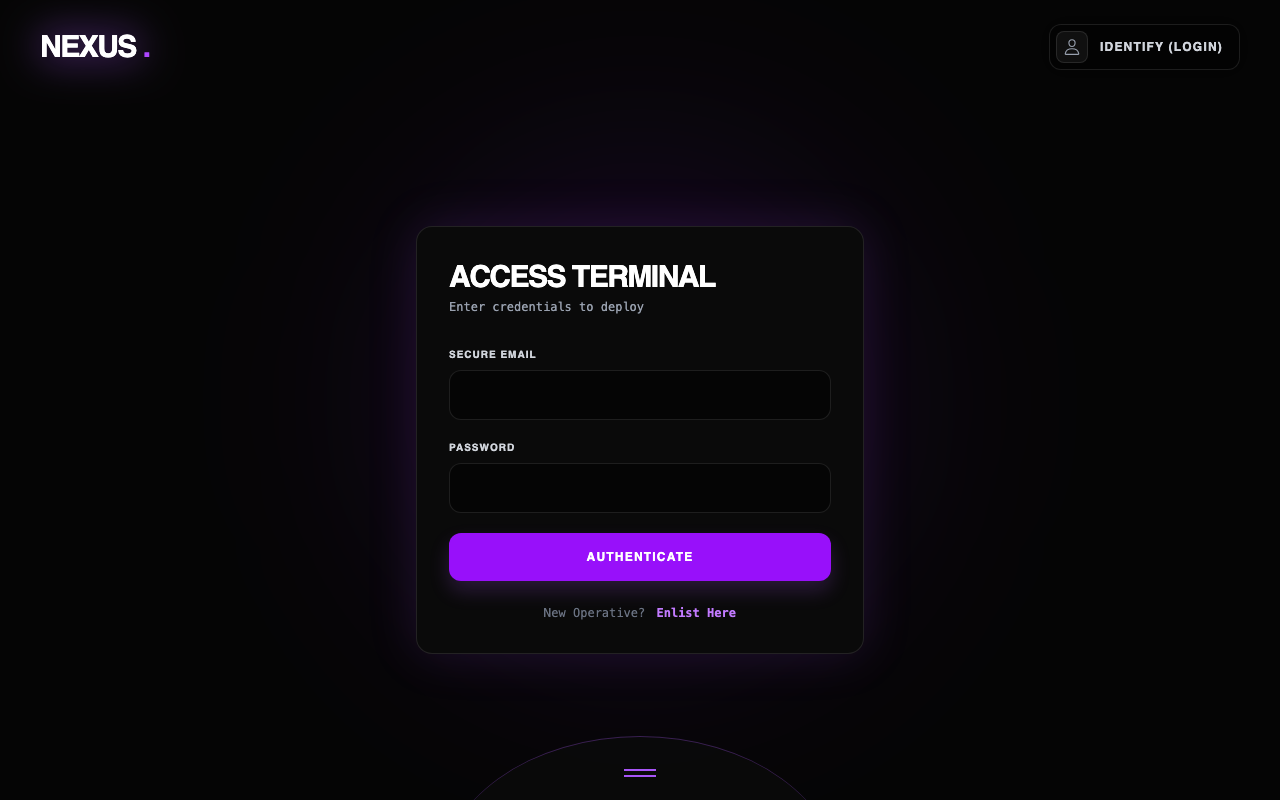 NEXUS .
IDENTIFY (LOGIN)
ACCESS TERMINAL
Enter credentials to deploy
SECURE EMAIL
PASSWORD
AUTHENTICATE
New Operative? Enlist Here